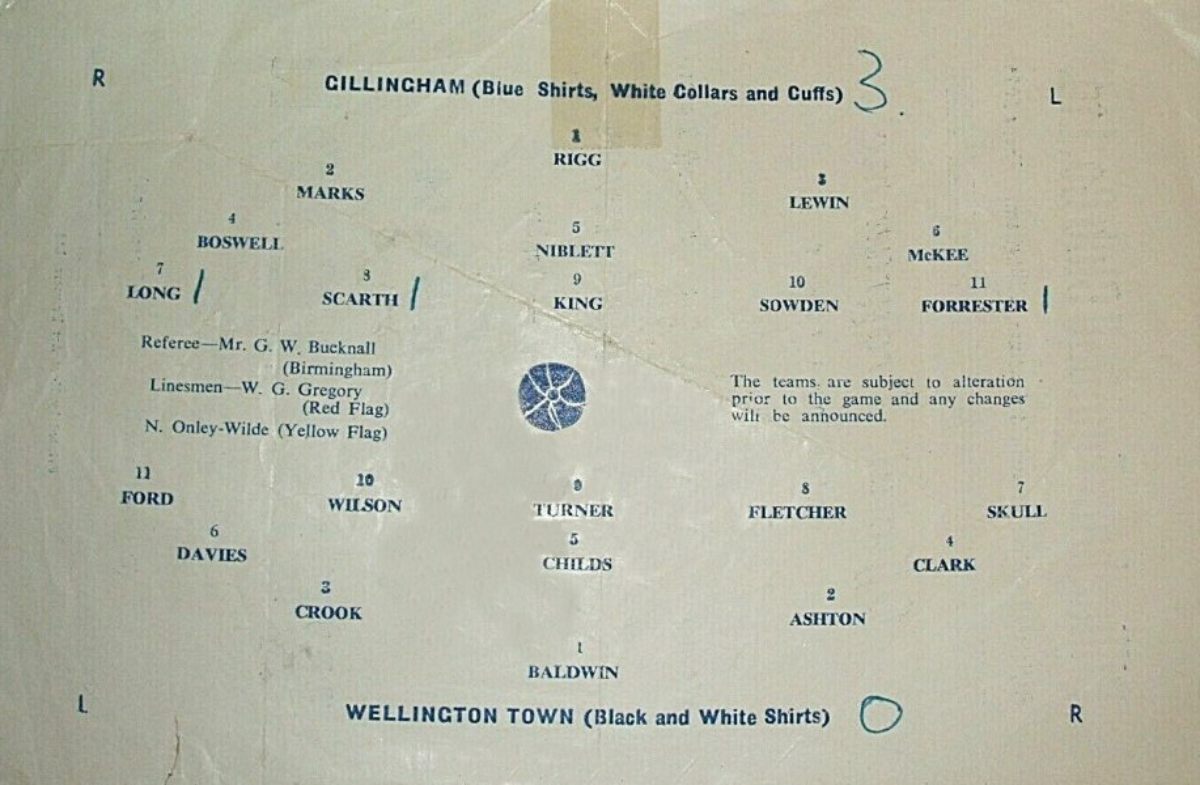 R GILLINGHAM (Blue Shirts, White Collars and Cuffs) 3. L
1
RIGG
2
MARKS
3
LEWIN
4
BOSWELL
5
NIBLETT
6
McKEE
7 8 9 10 11
LONG / SCARTH / KING SOWDEN FORRESTER /
Referee—Mr. G. W. Bucknall
(Birmingham)
Linesmen—W. G. Gregory
(Red Flag)
N. Onley-Wilde (Yellow Flag)
The teams are subject to alteration
prior to the game and any changes
will be announced.
11 10 9 8 7
FORD WILSON TURNER FLETCHER SKULL
6 5 4
DAVIES CHILDS CLARK
3 2
CROOK ASHTON
1
BALDWIN
L WELLINGTON TOWN (Black and White Shirts) 0 R